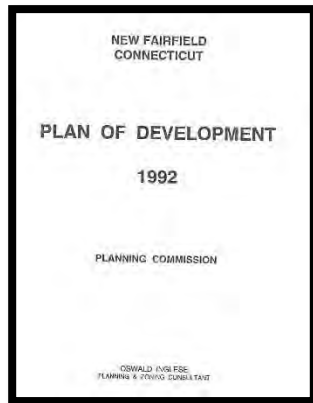 NEW FAIRFIELD
CONNECTICUT
PLAN OF DEVELOPMENT
1992
PLANNING COMMISSION
OSWALD INGLESE
PLANNING & ZONING CONSULTANT